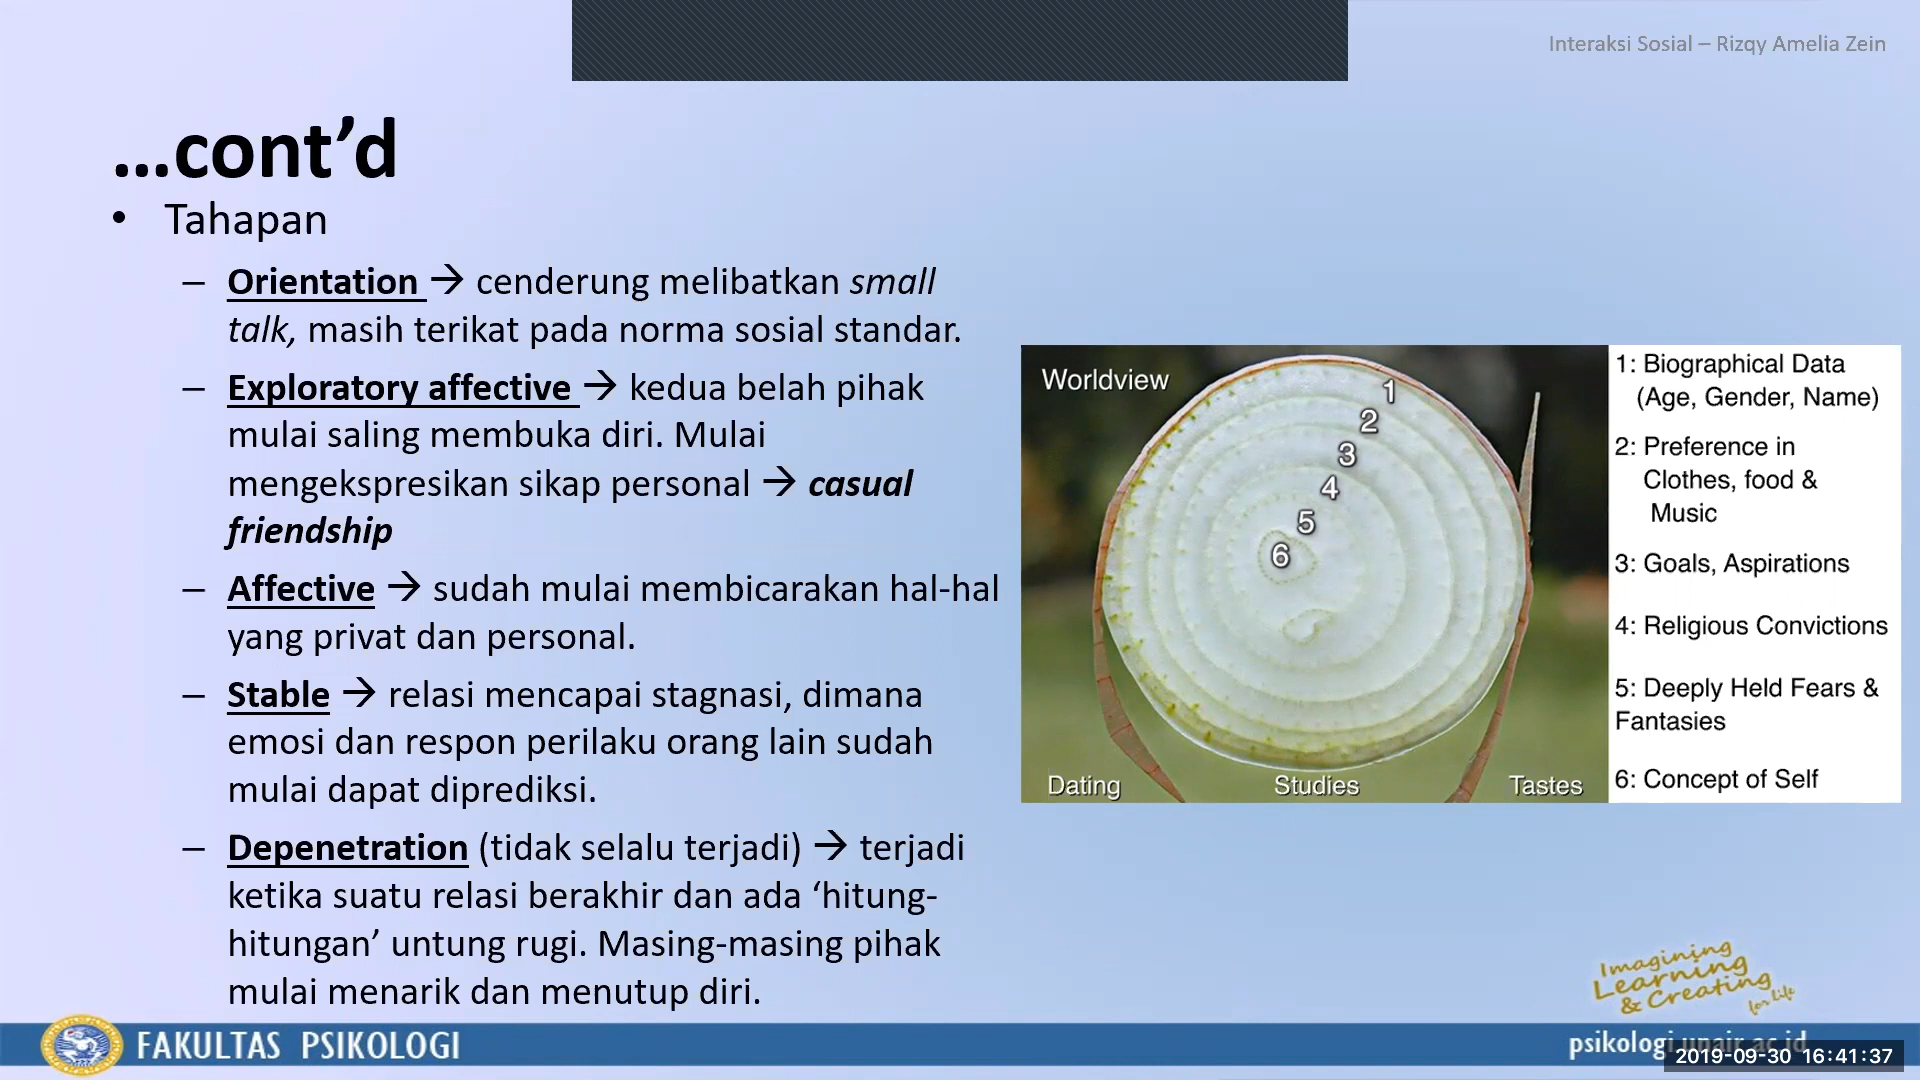 Interaksi Sosial – Rizqy Amelia Zein
...cont’d
• Tahapan
– Orientation → cenderung melibatkan small
talk, masih terikat pada norma sosial standar.
– Exploratory affective → kedua belah pihak
mulai saling membuka diri. Mulai
mengekspresikan sikap personal → casual
friendship
– Affective → sudah mulai membicarakan hal-hal
yang privat dan personal.
– Stable → relasi mencapai stagnasi, dimana
emosi dan respon perilaku orang lain sudah
mulai dapat diprediksi.
– Depenetration (tidak selalu terjadi) → terjadi
ketika suatu relasi berakhir dan ada ‘hitung-
hitungan’ untung rugi. Masing-masing pihak
mulai menarik dan menutup diri.
Worldview
1
2
3
4
5
6
Dating Studies Tastes
1: Biographical Data
(Age, Gender, Name)
2: Preference in
Clothes, food &
Music
3: Goals, Aspirations
4: Religious Convictions
5: Deeply Held Fears &
Fantasies
6: Concept of Self
Imagining
Learning
& Creating
for life
FAKULTAS PSIKOLOGI
psikologi.unair.ac.id
2019-09-30 16:41:37